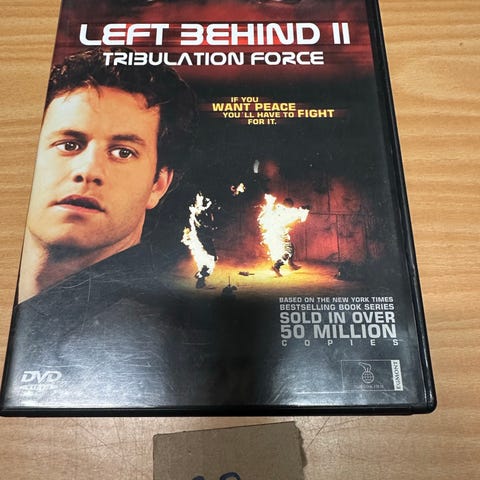 LEFT BEHIND II
TRIBULATION FORCE
IF YOU
WANT PEACE
YOU'LL HAVE TO FIGHT
FOR IT.
BASED ON THE NEW YORK TIMES
BESTSELLING BOOK SERIES
SOLD IN OVER
50 MILLION
COPIES
DVD
EGMONT